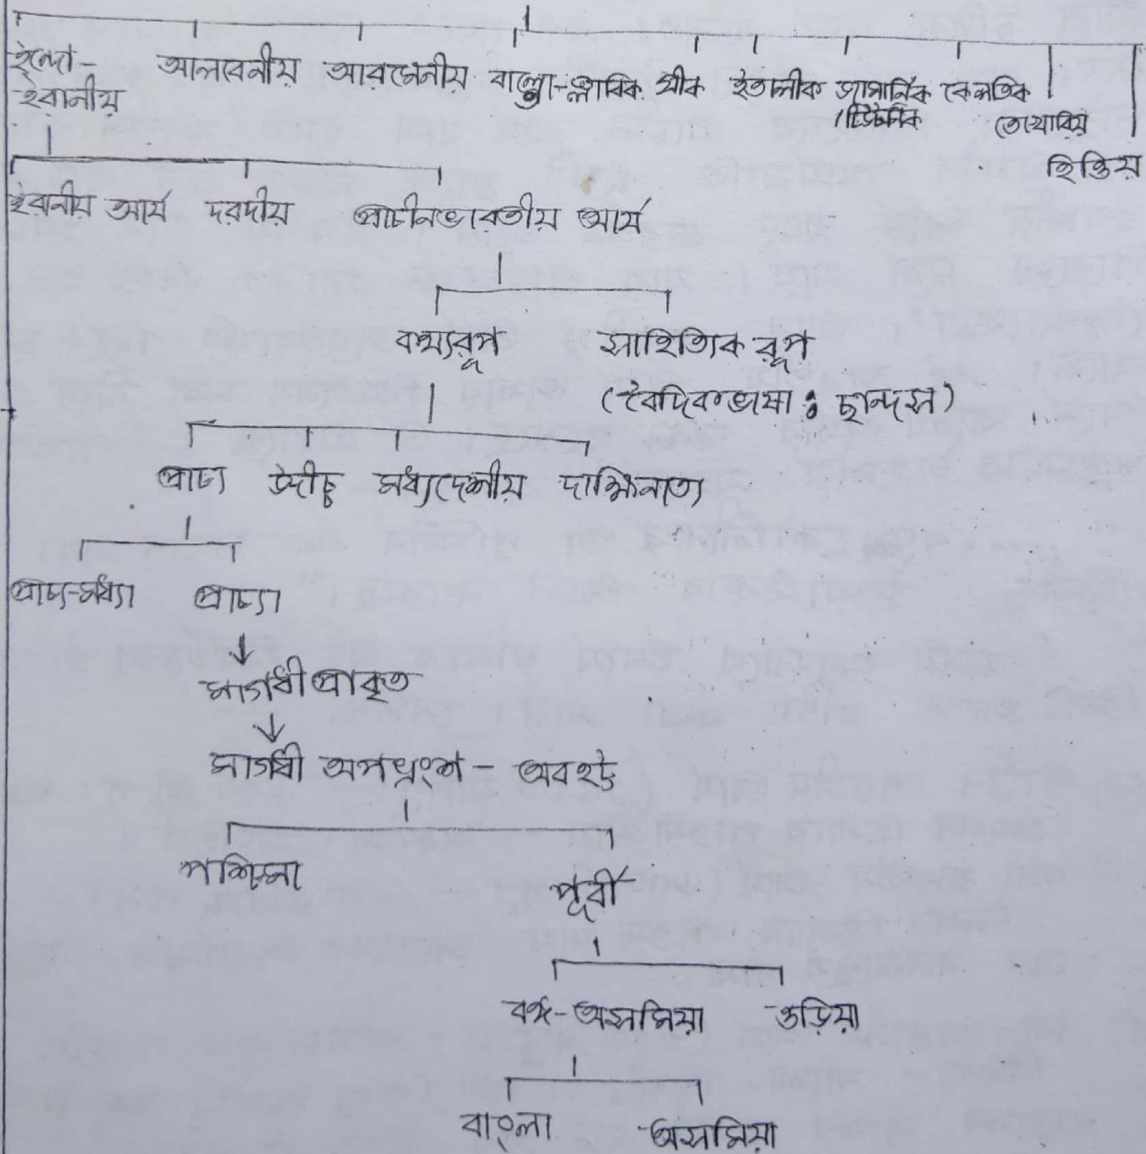 ইন্দো- আলবেনীয় আরমেনীয় বাল্তো-স্লাবিক গ্রীক ইতালীক জার্মানিক কেলতিক
ইরানীয় /টিউটনিক তোখারিয়
হিত্তিয়
ইরানীয় আর্য দরদীয় প্রাচীনভারতীয় আর্য
কথ্যরূপ সাহিত্যিক রূপ
(বৈদিকভাষা : ছান্দস)
প্রাচ্য উদীচ্য মধ্যদেশীয় দাক্ষিনাত্য
প্রাচ্য-মধ্যা প্রাচ্যা
মাগধী প্রাকৃত
মাগধী অপভ্রংশ - অবহট্ট
পশ্চিমা
পূর্বী
বঙ্গ-অসমিয়া ওড়িয়া
বাংলা অসমিয়া